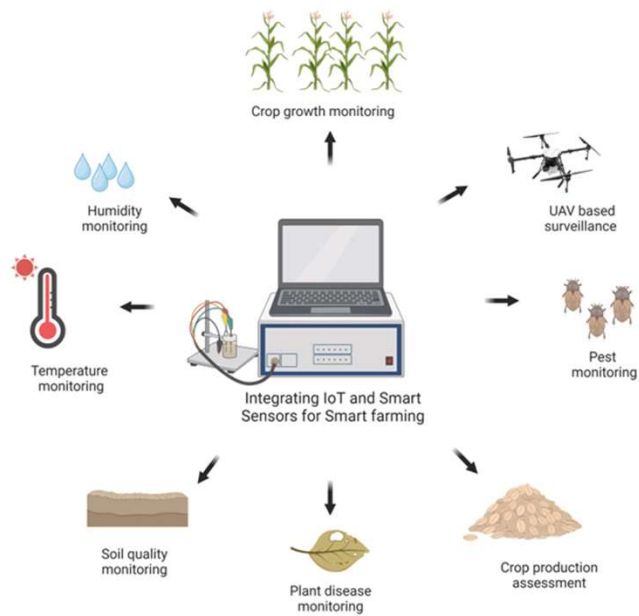 Crop growth monitoring
Humidity
monitoring
UAV based
surveillance
Temperature
monitoring
Pest
monitoring
Integrating IoT and Smart
Sensors for Smart farming
Soil quality
monitoring
Plant disease
monitoring
Crop production
assessment